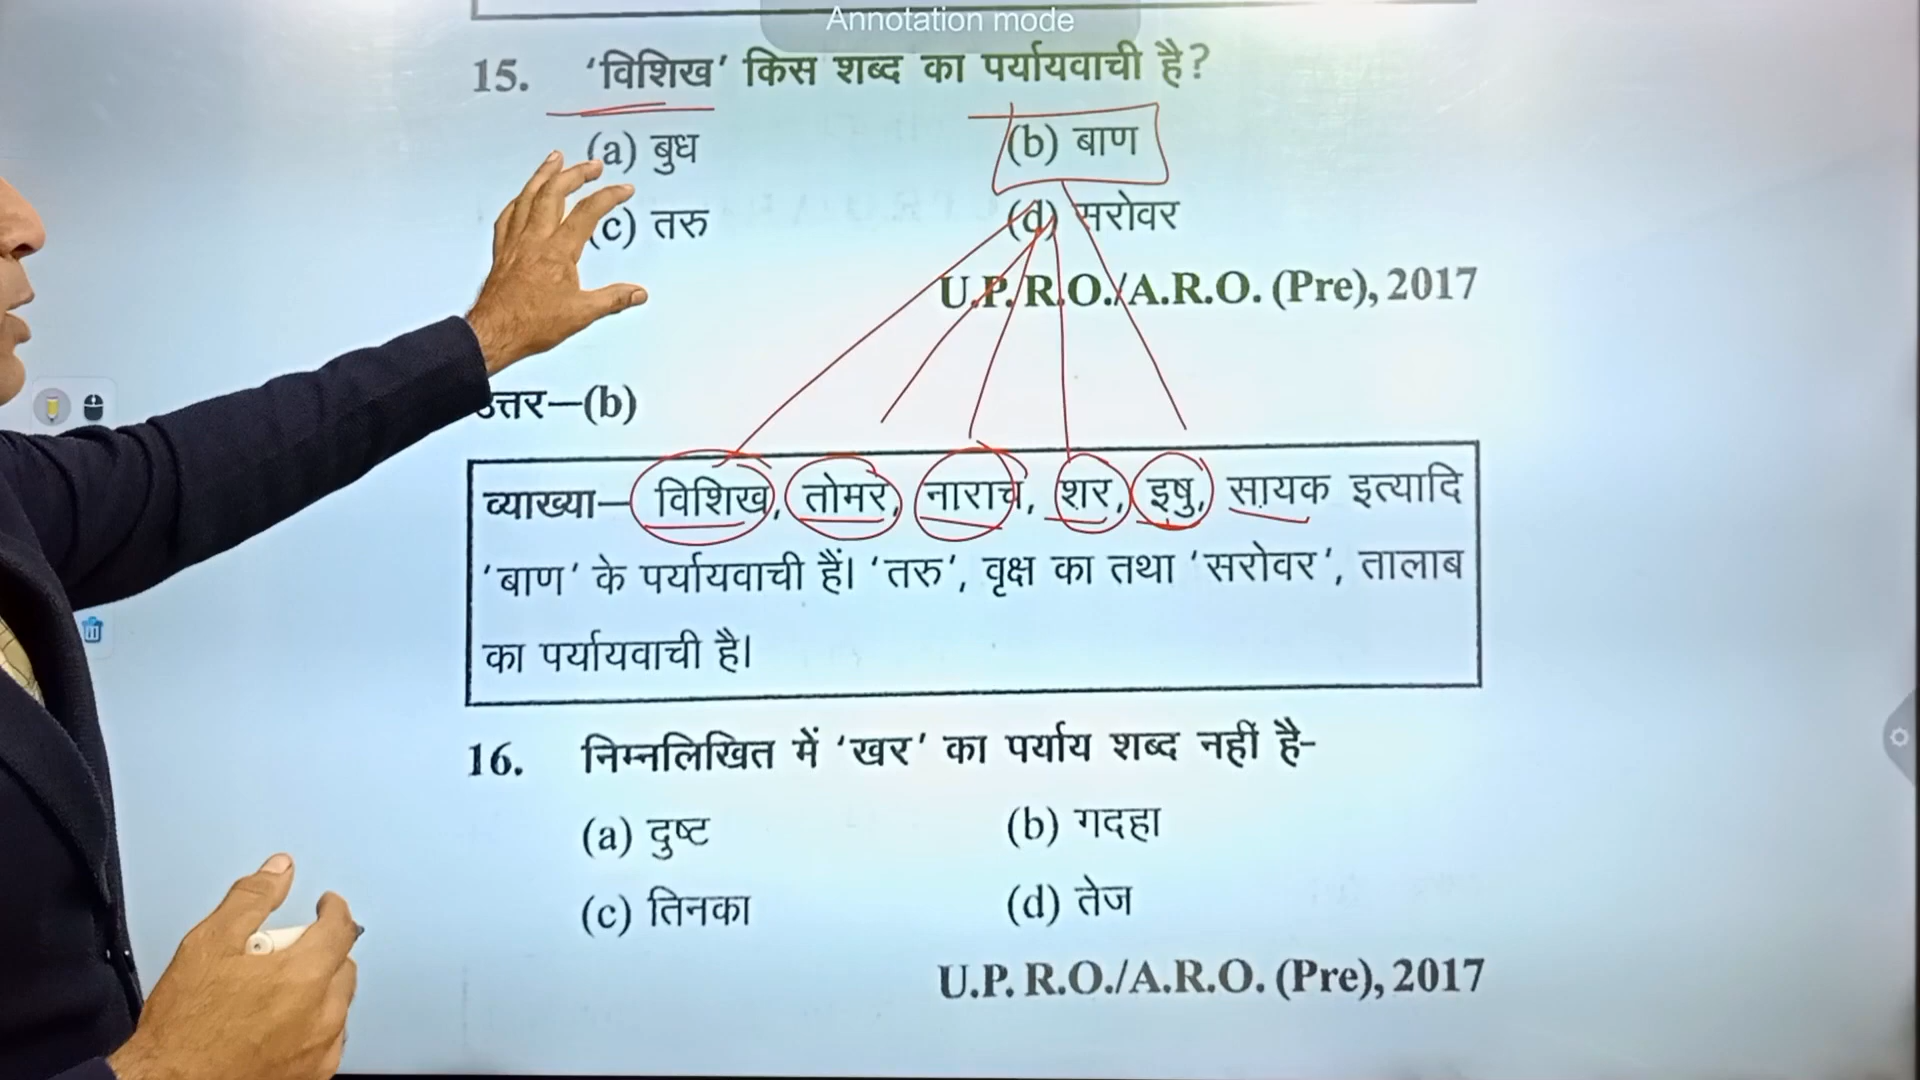 Annotation mode
15. 'विशिख' किस शब्द का पर्यायवाची है?
(a) बुध (b) बाण
(c) तरु (d) सरोवर
U.P. R.O./A.R.O. (Pre), 2017
उत्तर–(b)
व्याख्या– विशिख, तोमर, नाराच, शर, इषु, सायक इत्यादि
'बाण' के पर्यायवाची हैं। 'तरु', वृक्ष का तथा 'सरोवर', तालाब
का पर्यायवाची है।
16. निम्नलिखित में 'खर' का पर्याय शब्द नहीं है-
(a) दुष्ट (b) गदहा
(c) तिनका (d) तेज
U.P. R.O./A.R.O. (Pre), 2017